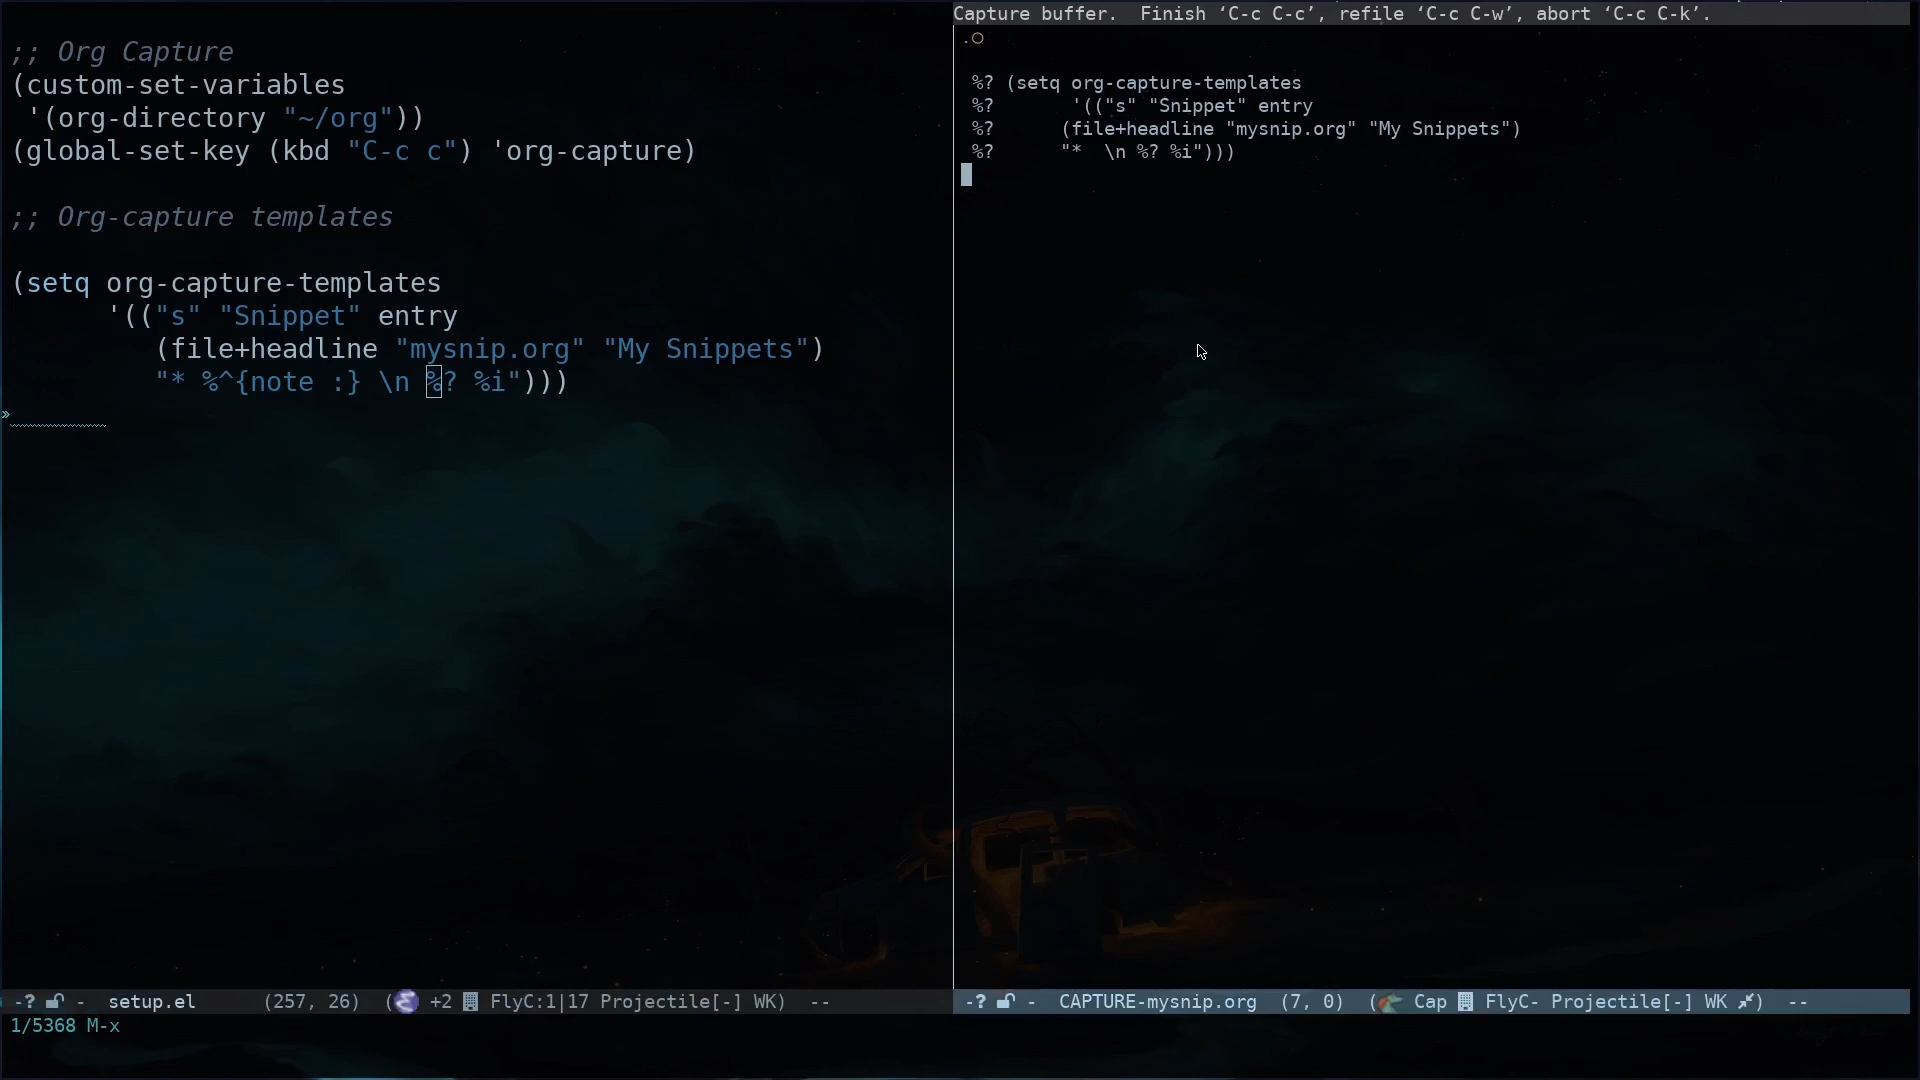 ;; Org Capture
(custom-set-variables
 '(org-directory "~/org"))
(global-set-key (kbd "C-c c") 'org-capture)
;; Org-capture templates
(setq org-capture-templates
      '(("s" "Snippet" entry
         (file+headline "mysnip.org" "My Snippets")
         "* %^{note :} \n %? %i")))
»
-? - setup.el (257, 26) ( +2 FlyC:1|17 Projectile[-] WK) --
Capture buffer.  Finish ‘C-c C-c’, refile ‘C-c C-w’, abort ‘C-c C-k’.
.○
 %? (setq org-capture-templates
 %?       '(("s" "Snippet" entry
 %?      (file+headline "mysnip.org" "My Snippets")
 %?      "*  \n %? %i")))
-? - CAPTURE-mysnip.org (7, 0) ( Cap FlyC- Projectile[-] WK ) --
1/5368 M-x